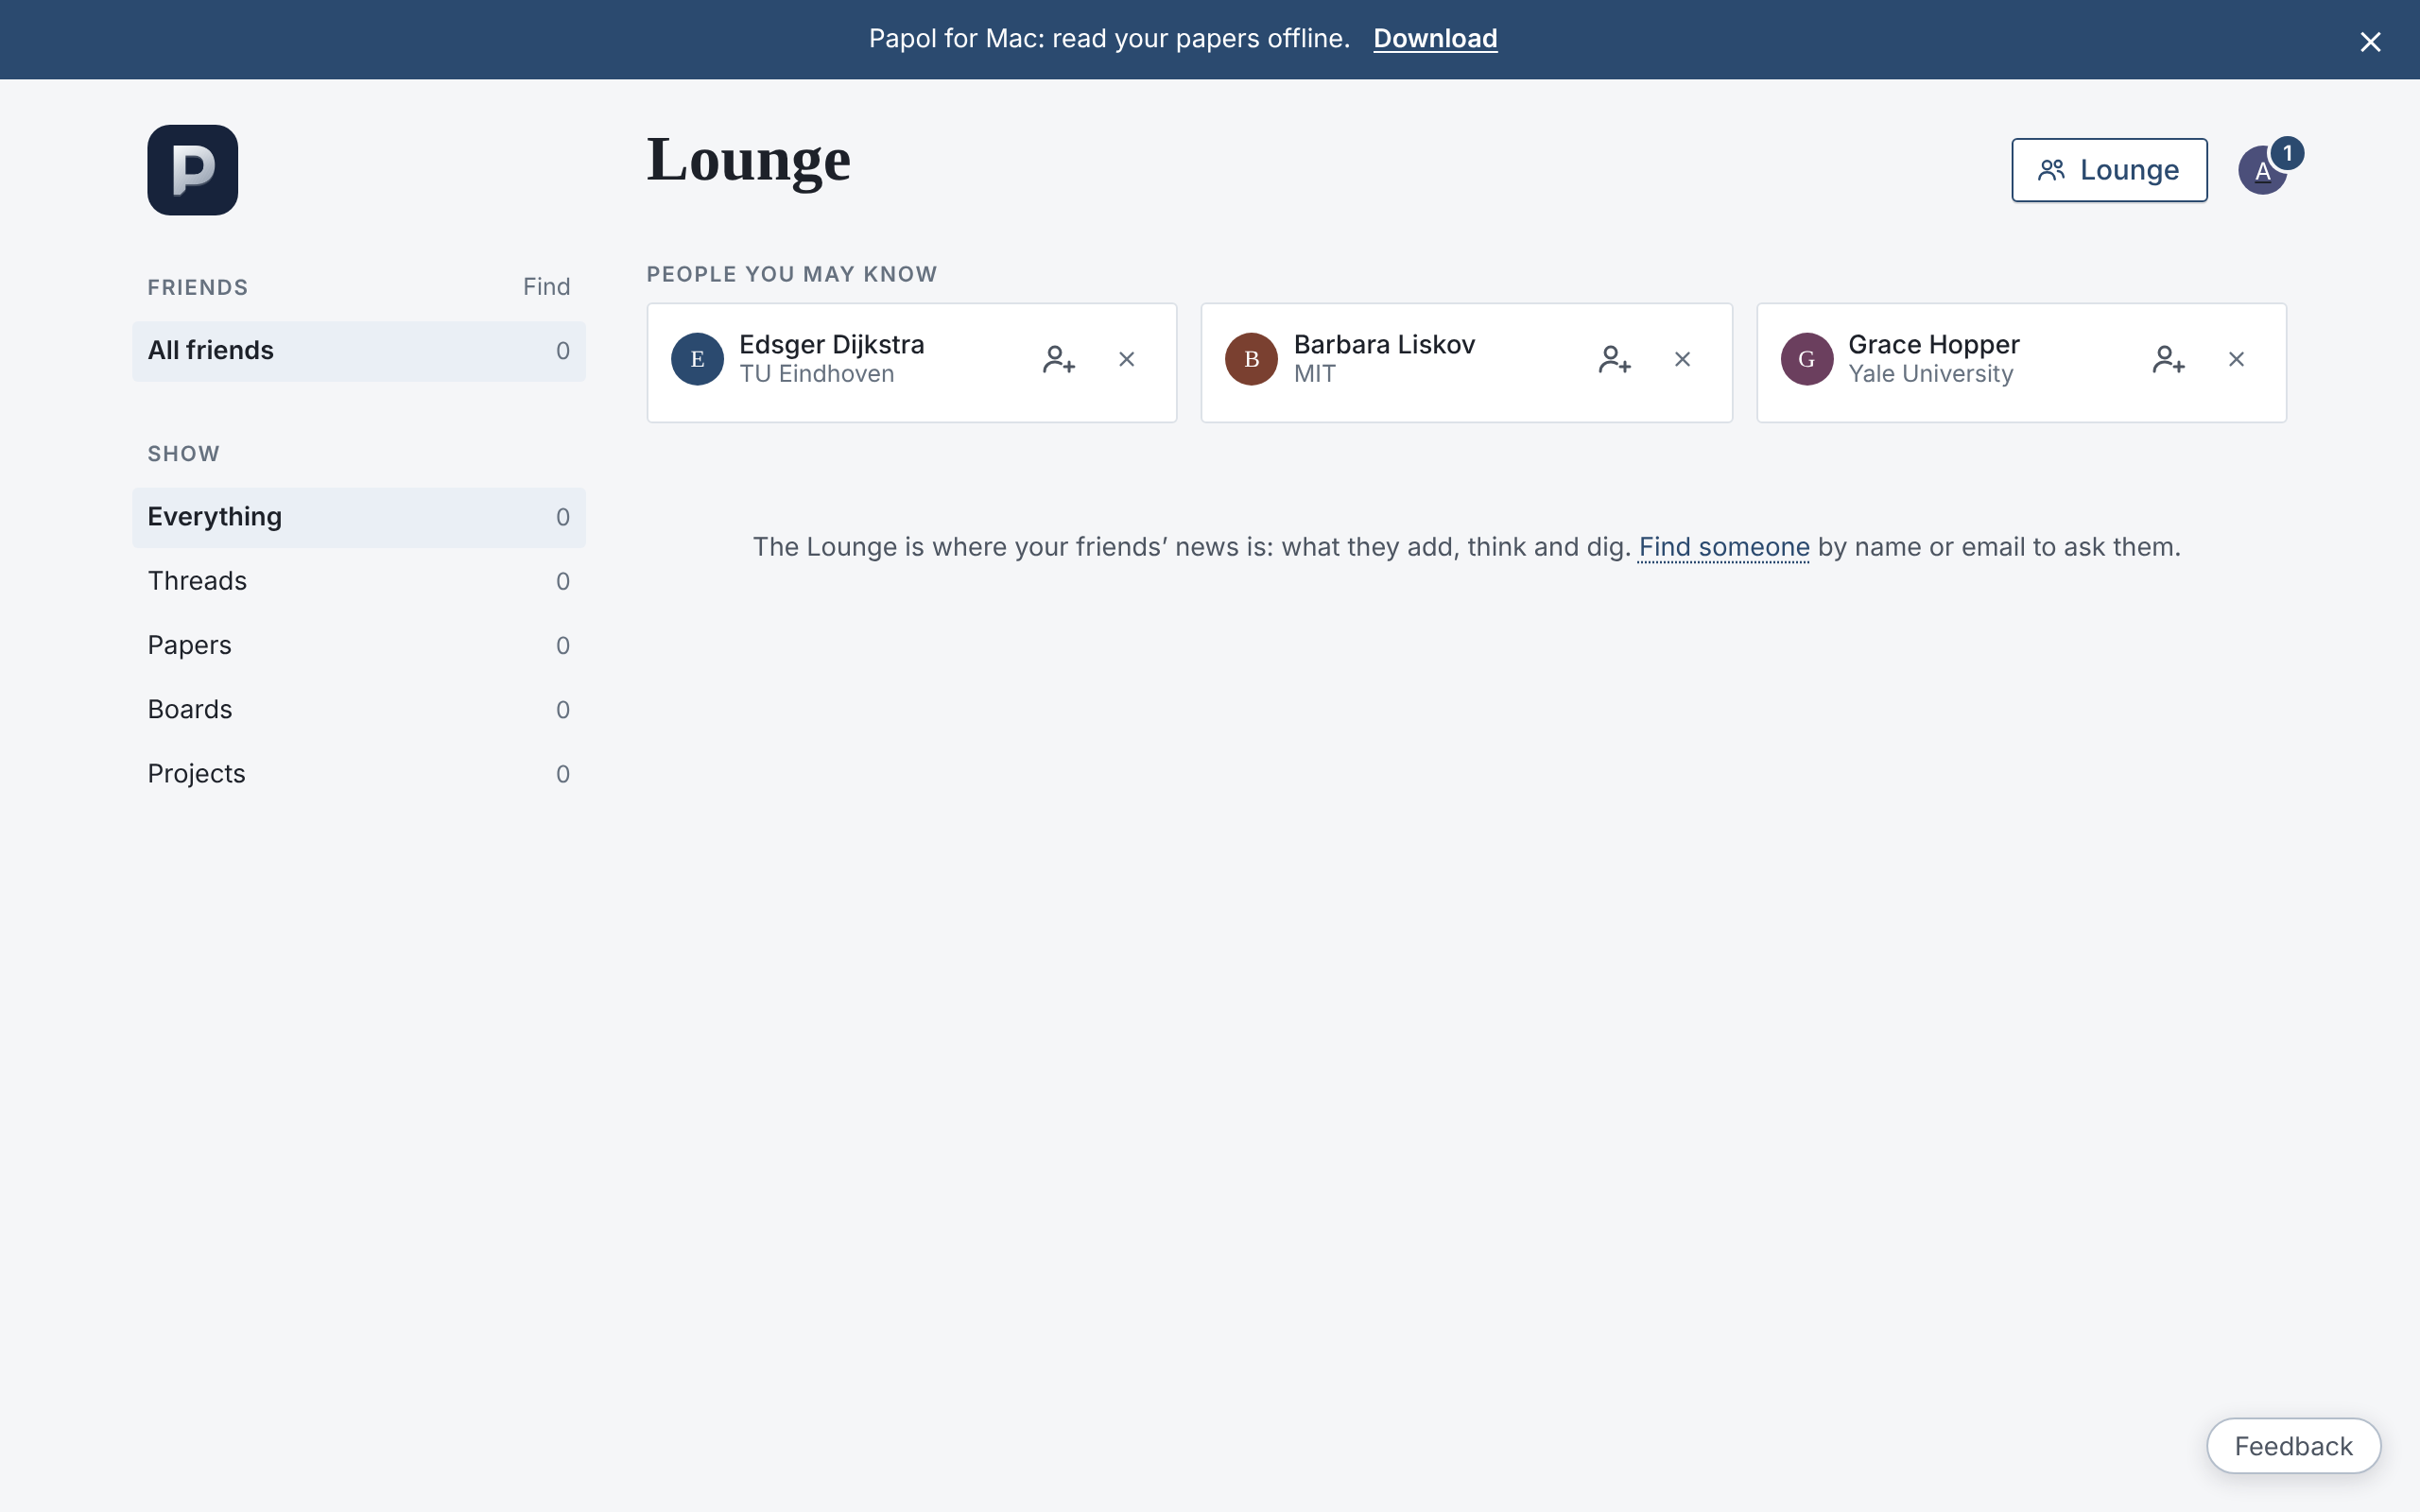 Papol for Mac: read your papers offline. Download
P
Lounge
Lounge
A
1
FRIENDS Find
All friends 0
SHOW
Everything 0
Threads 0
Papers 0
Boards 0
Projects 0
PEOPLE YOU MAY KNOW
E
Edsger Dijkstra
TU Eindhoven
B
Barbara Liskov
MIT
G
Grace Hopper
Yale University
The Lounge is where your friends’ news is: what they add, think and dig. Find someone by name or email to ask them.
Feedback